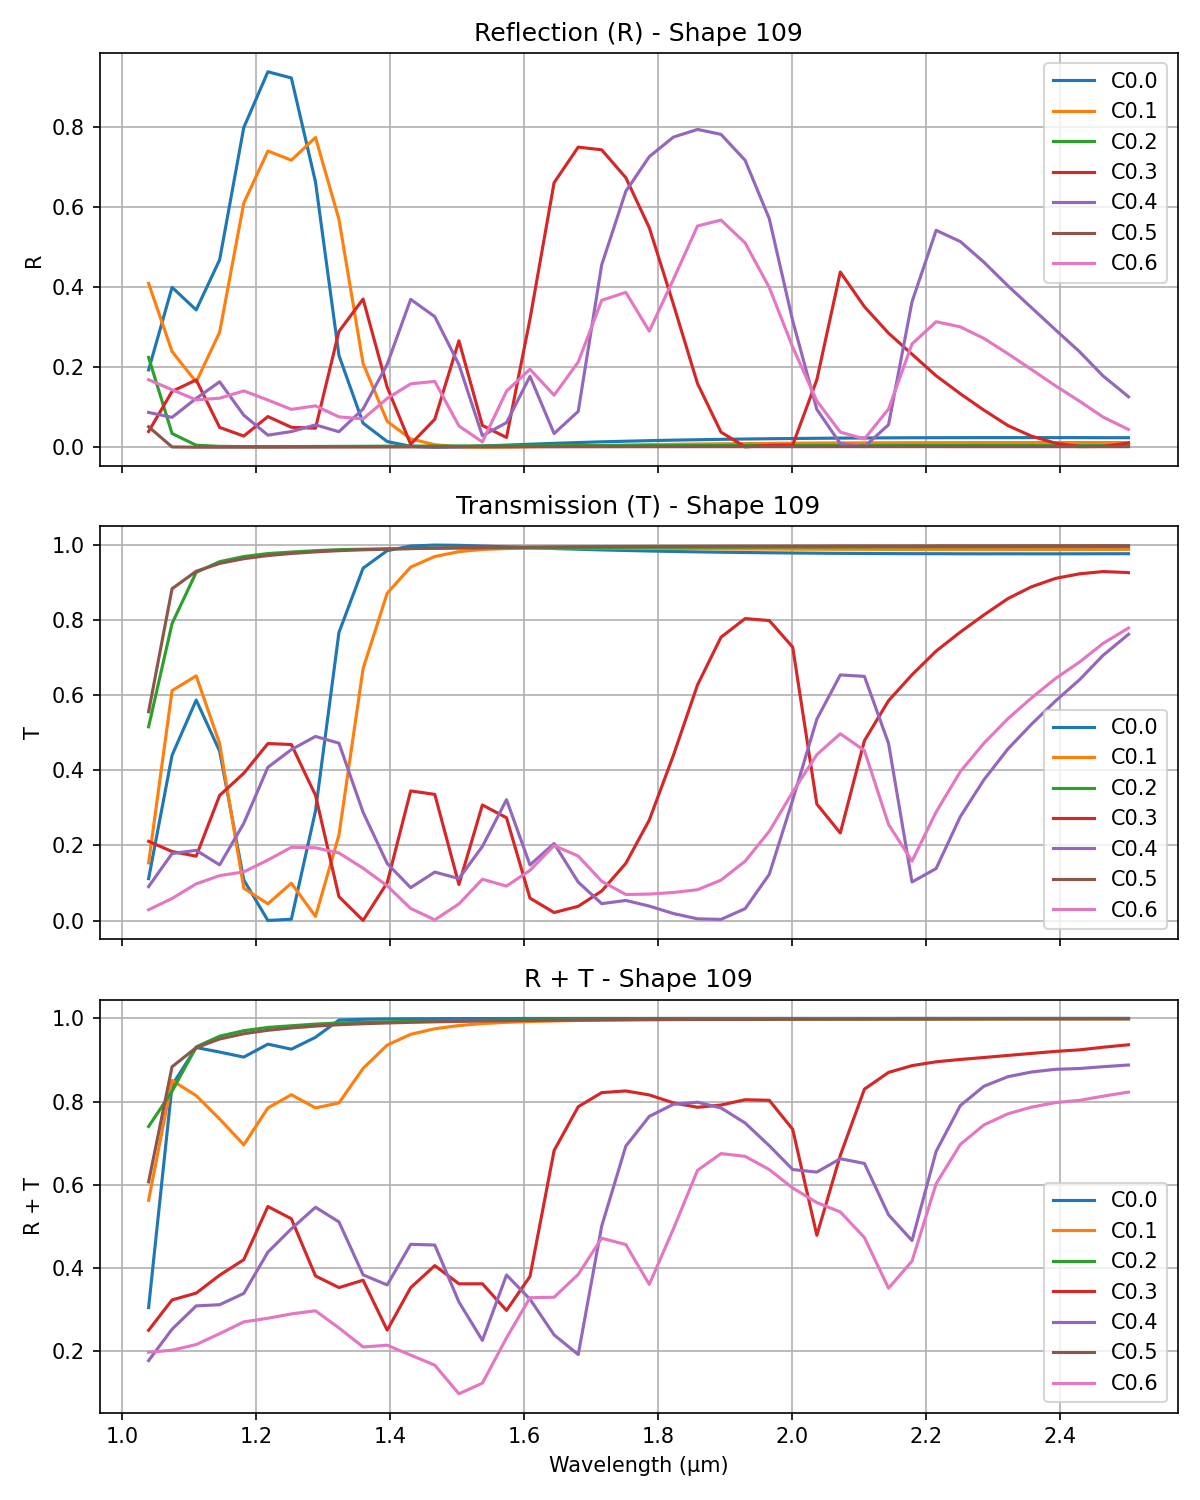 Reflection (R) - Shape 109
0.8
0.6
0.4
0.2
0.0
R
C0.0
C0.1
C0.2
C0.3
C0.4
C0.5
C0.6
Transmission (T) - Shape 109
1.0
0.8
0.6
0.4
0.2
0.0
T
C0.0
C0.1
C0.2
C0.3
C0.4
C0.5
C0.6
R + T - Shape 109
1.0
0.8
0.6
0.4
0.2
R + T
C0.0
C0.1
C0.2
C0.3
C0.4
C0.5
C0.6
1.0 1.2 1.4 1.6 1.8 2.0 2.2 2.4
Wavelength (μm)